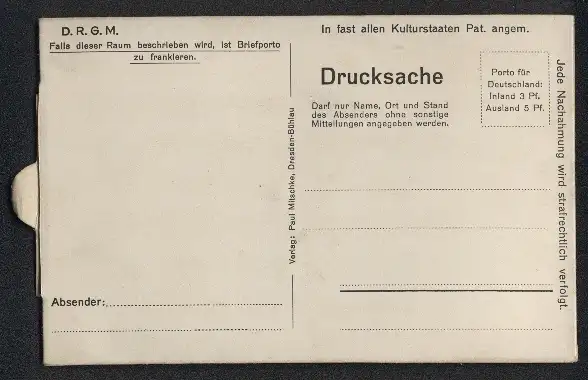 D. R. G. M.
Falls dieser Raum beschrieben wird, ist Briefporto
zu frankieren.
Absender:
Verlag: Paul Mitschke, Dresden-Bühlau
In fast allen Kulturstaaten Pat. angem.
Drucksache
Darf nur Name, Ort und Stand
des Absenders ohne sonstige
Mitteilungen angegeben werden.
Porto für
Deutschland:
Inland 3 Pf.
Ausland 5 Pf.
Jede Nachahmung wird strafrechtlich verfolgt.